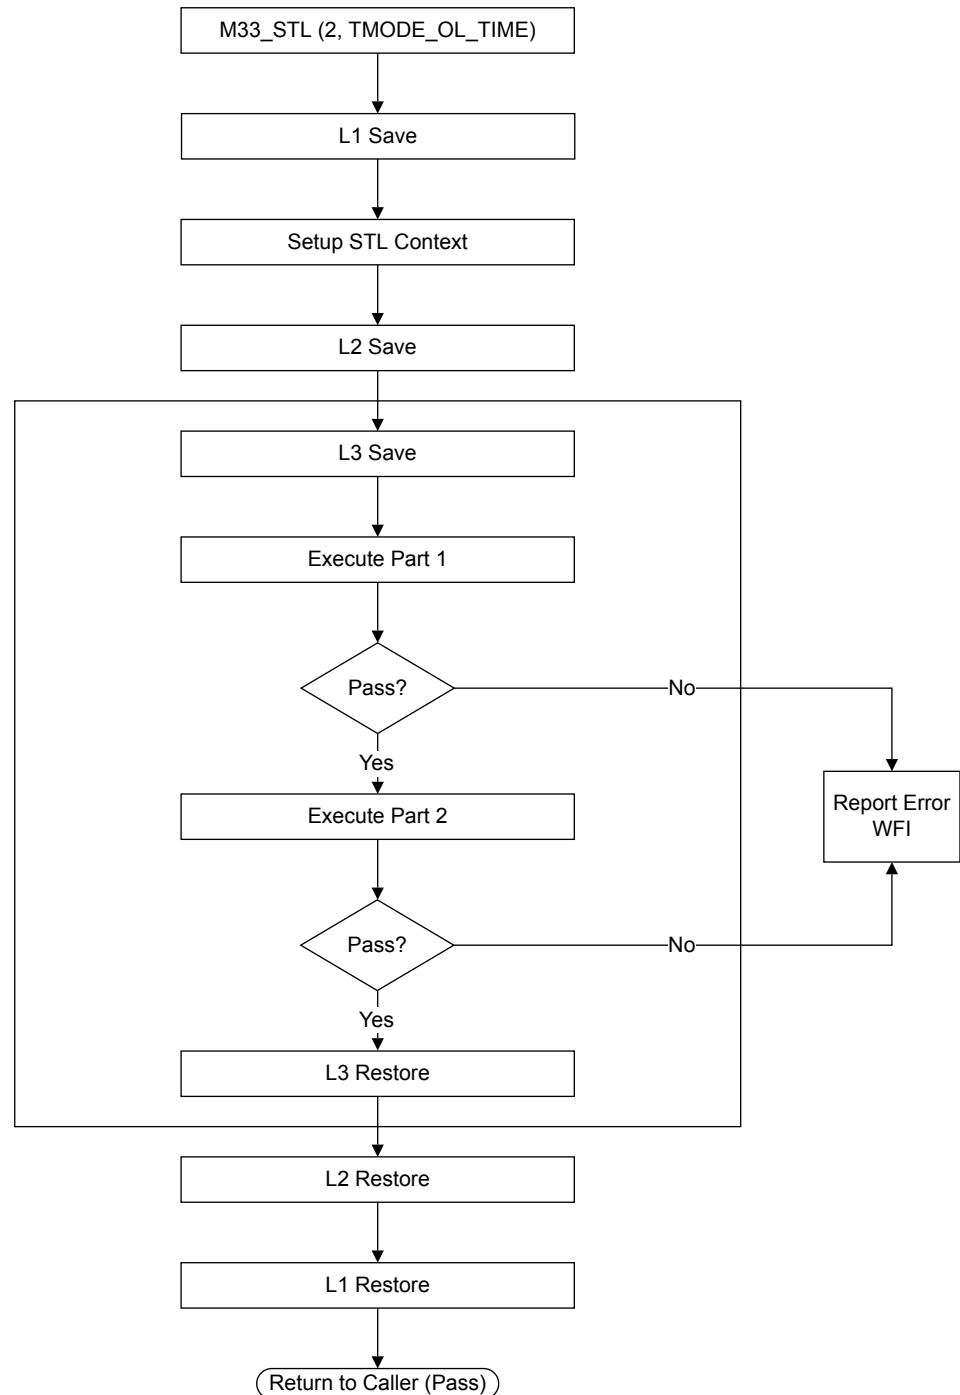 M33_STL (2, TMODE_OL_TIME)
L1 Save
Setup STL Context
L2 Save
L3 Save
Execute Part 1
Pass?
No
Yes
Execute Part 2
Report Error
WFI
Pass?
No
Yes
L3 Restore
L2 Restore
L1 Restore
Return to Caller (Pass)